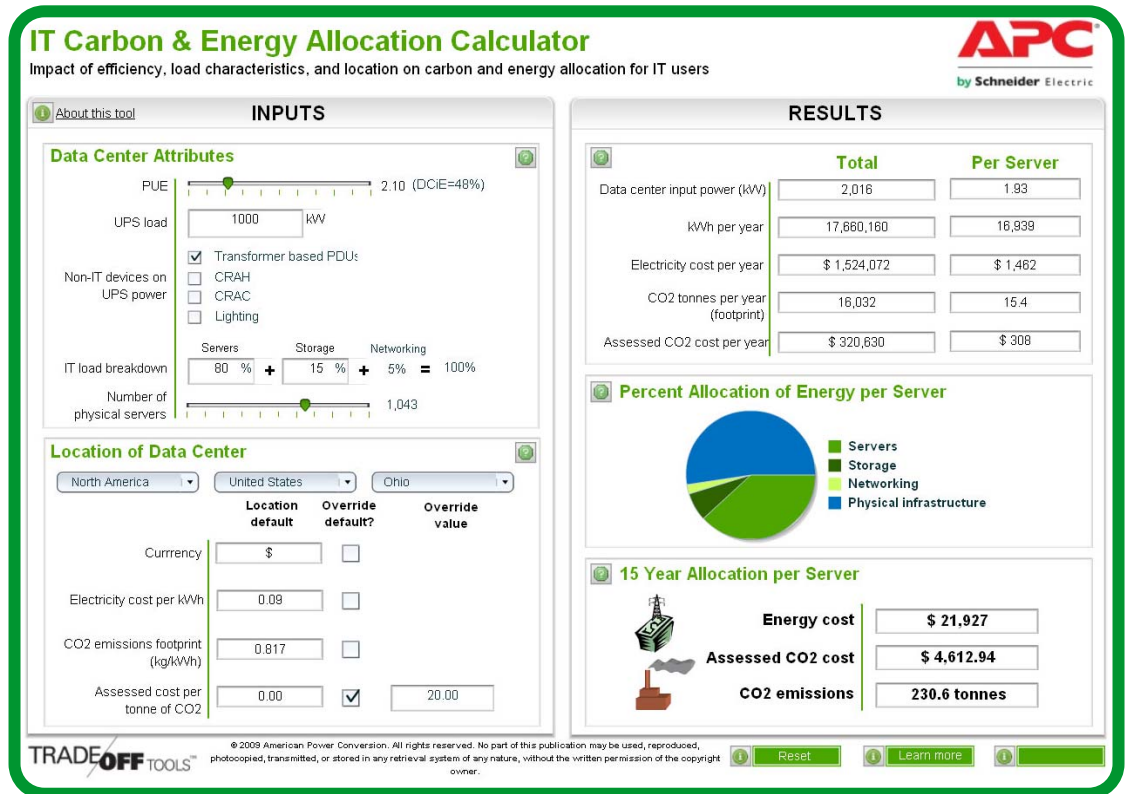 IT Carbon & Energy Allocation Calculator
Impact of efficiency, load characteristics, and location on carbon and energy allocation for IT users
APC
by Schneider Electric
About this tool
INPUTS
Data Center Attributes
PUE
2.10 (DCiE=48%)
UPS load
1000 kW
Non-IT devices on
UPS power
Transformer based PDUs
CRAH
CRAC
Lighting
Servers Storage Networking
IT load breakdown
80 % + 15 % + 5% = 100%
Number of
physical servers
1,043
Location of Data Center
North America United States Ohio
Location
default
Override
default?
Override
value
Currrency
$
Electricity cost per kWh
0.09
CO2 emissions footprint
(kg/kWh)
0.817
Assessed cost per
tonne of CO2
0.00
20.00
RESULTS
Total Per Server
Data center input power (kW) 2,016 1.93
kWh per year 17,660,160 16,939
Electricity cost per year $ 1,524,072 $ 1,462
CO2 tonnes per year
(footprint)
16,032 15.4
Assessed CO2 cost per year $ 320,630 $ 308
Percent Allocation of Energy per Server
Servers
Storage
Networking
Physical infrastructure
15 Year Allocation per Server
Energy cost $ 21,927
Assessed CO2 cost $ 4,612.94
CO2 emissions 230.6 tonnes
TRADE OFF TOOLS™
© 2009 American Power Conversion. All rights reserved. No part of this publication may be used, reproduced,
photocopied, transmitted, or stored in any retrieval system of any nature, without the written permission of the copyright
owner.
Reset
Learn more